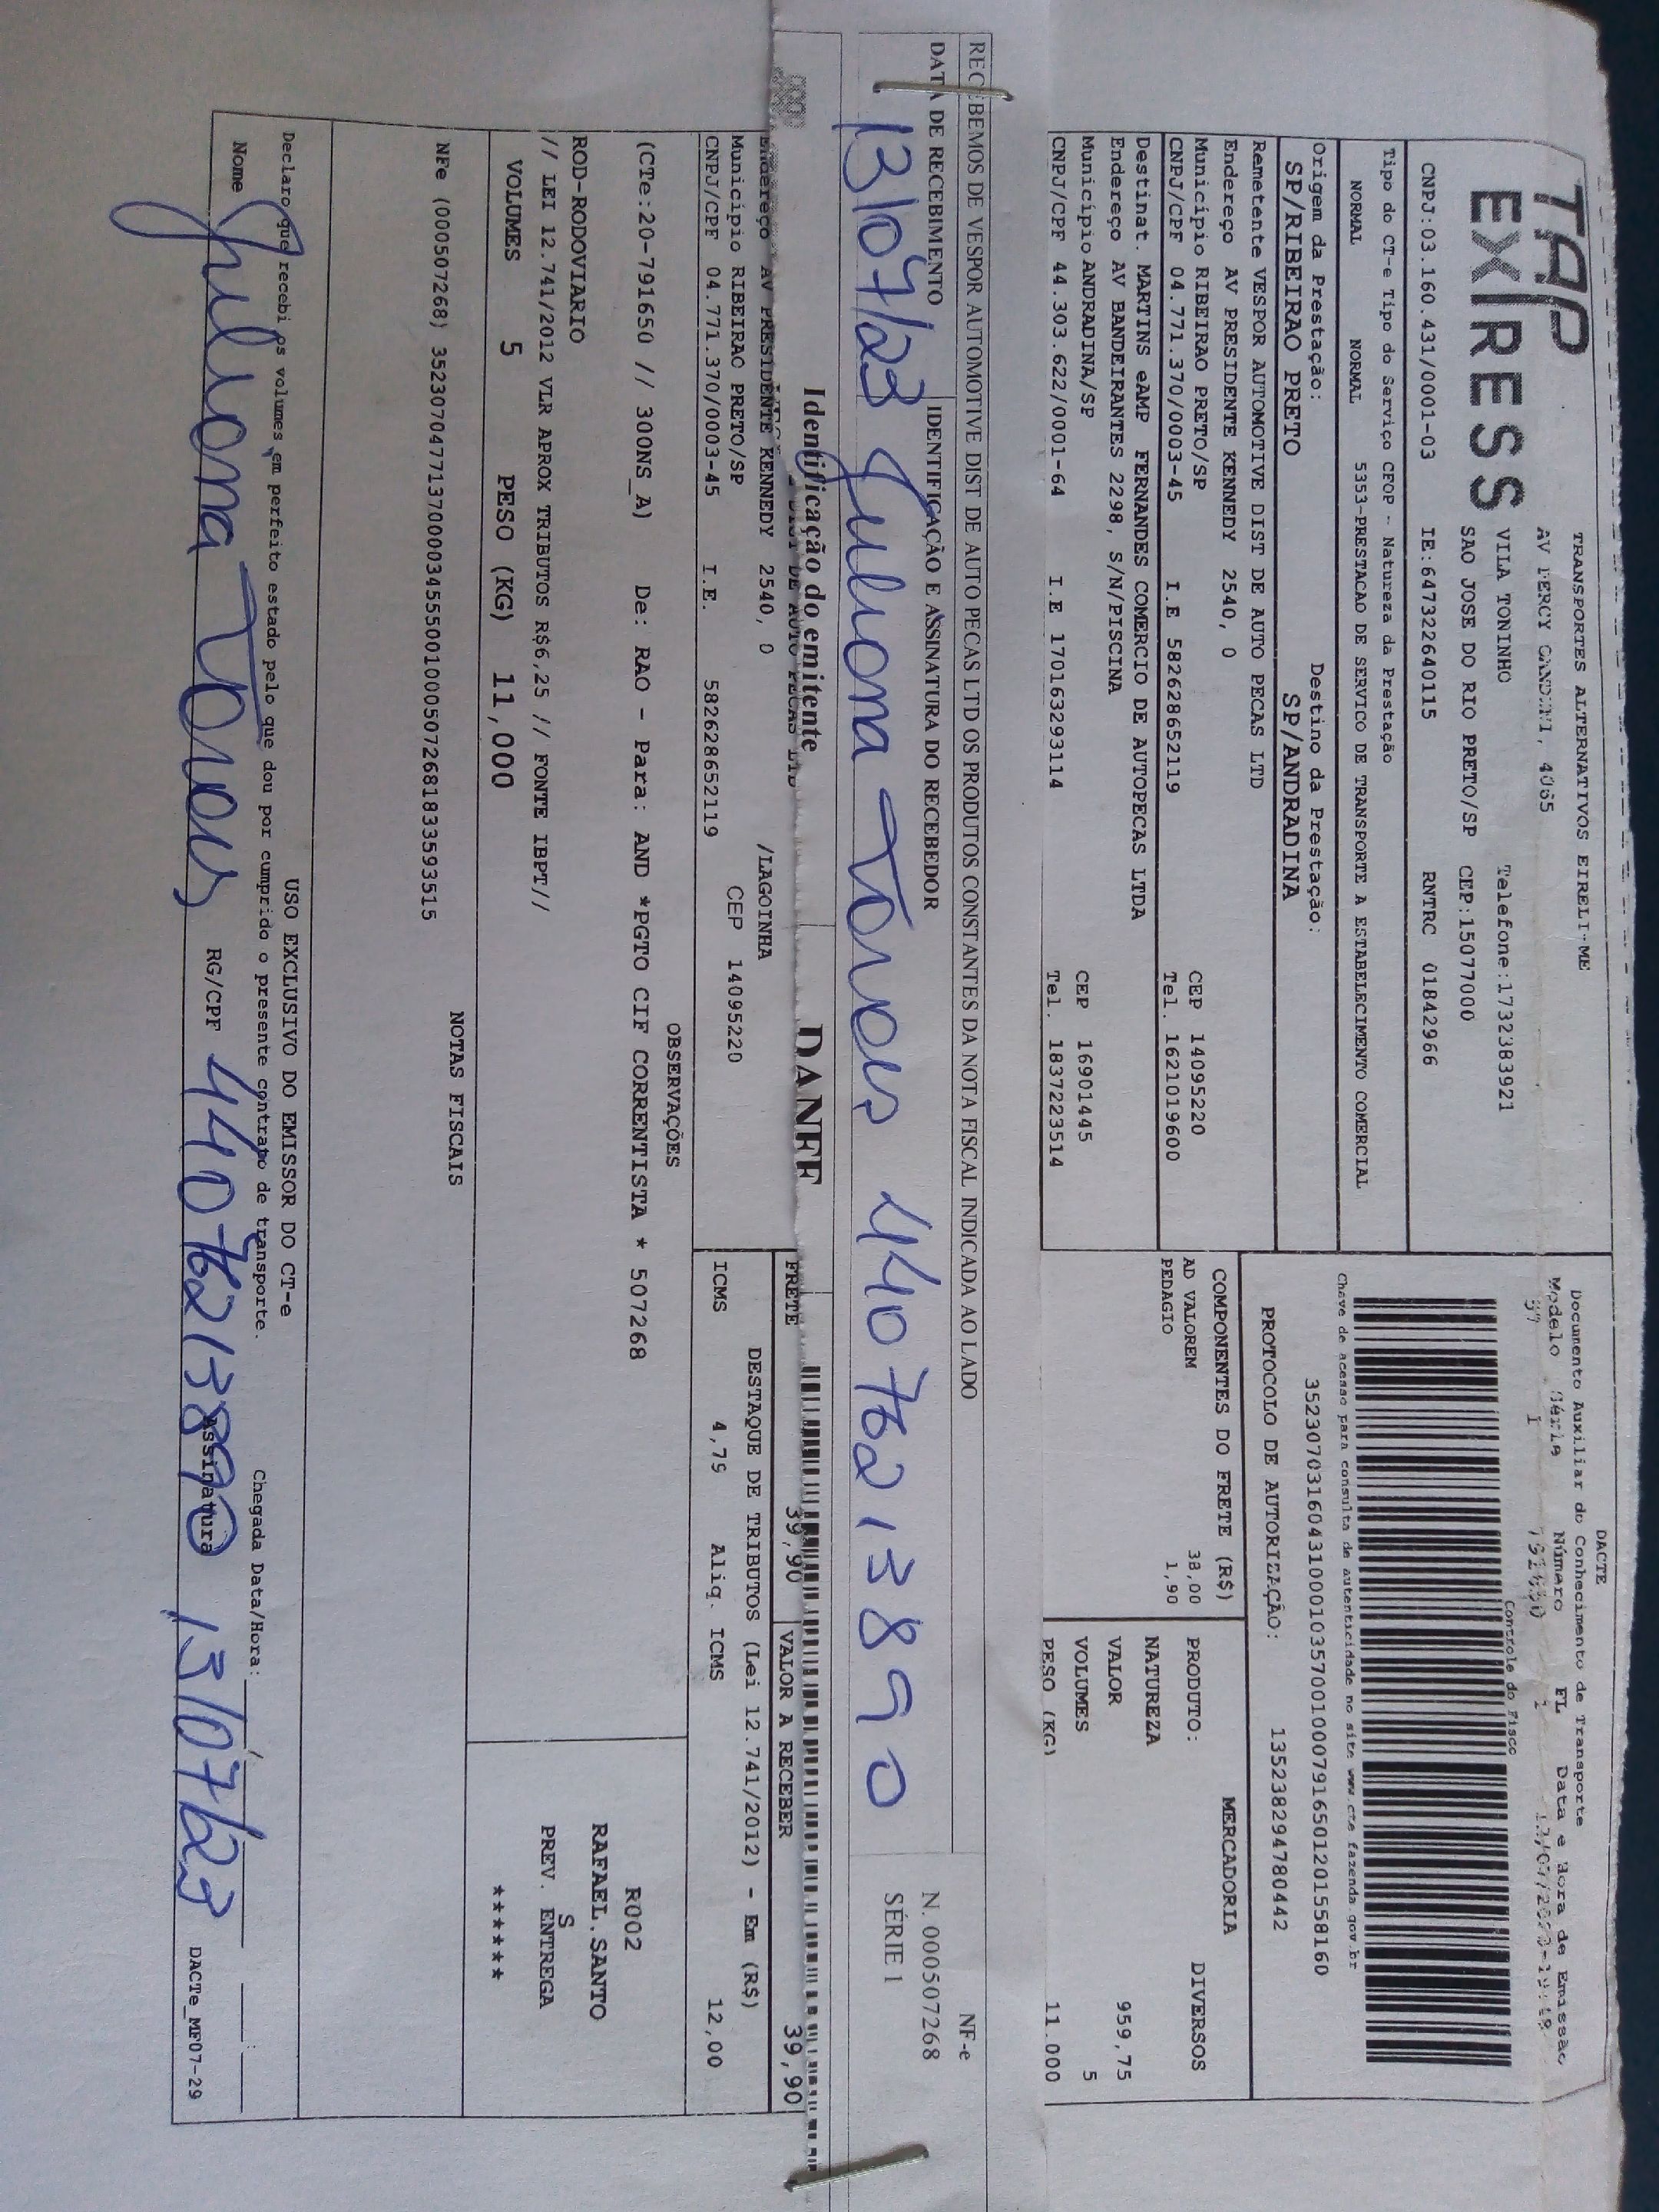 TAP
EXPRESS
TRANSPORTES ALTERNATIVOS EIRELI-ME
AV PERCY GANDINI, 4065
VILA TONINHO Telefone:1732383921
SAO JOSE DO RIO PRETO/SP CEP:15077000
CNPJ:03.160.431/0001-03 IE:647322640115 RNTRC 01842966
DACTE
Documento Auxiliar do Conhecimento de Transporte
Modelo Série Número FL Data e Hora de Emissão
57 1 791650 1
Controle do Fisco
Chave de acesso para consulta de autenticidade no site www.cte.fazenda.gov.br
35230703160431000103570010007916501201558160
PROTOCOLO DE AUTORIZAÇÃO: 135238294780442
Tipo do CT-e Tipo do Serviço CFOP - Natureza da Prestação
NORMAL NORMAL 5353-PRESTACAO DE SERVICO DE TRANSPORTE A ESTABELECIMENTO COMERCIAL
Origem da Prestação: Destino da Prestação:
SP/RIBEIRAO PRETO SP/ANDRADINA
Remetente VESPOR AUTOMOTIVE DIST DE AUTO PECAS LTD
Endereço AV PRESIDENTE KENNEDY 2540, 0
Município RIBEIRAO PRETO/SP CEP 14095220
CNPJ/CPF 04.771.370/0003-45 I.E 582628652119 Tel. 1621019600
Destinat. MARTINS eAMP FERNANDES COMERCIO DE AUTOPECAS LTDA
Endereço AV BANDEIRANTES 2298, S/N/PISCINA
Município ANDRADINA/SP CEP 16901445
CNPJ/CPF 44.303.622/0001-64 I.E 170163293114 Tel. 1837223514
COMPONENTES DO FRETE (R$)
AD VALOREM 38,00
PEDAGIO 1,90
MERCADORIA
PRODUTO: DIVERSOS
NATUREZA
VALOR 959,75
VOLUMES 5
PESO (KG) 11.000
RECEBEMOS DE VESPOR AUTOMOTIVE DIST DE AUTO PECAS LTD OS PRODUTOS CONSTANTES DA NOTA FISCAL INDICADA AO LADO
DATA DE RECEBIMENTO IDENTIFICAÇÃO E ASSINATURA DO RECEBEDOR
13/07/23 Juliana Torres 44076213890
NF-e
N. 000507268
SÉRIE 1
Identificação do emitente DANFE
Endereço AV PRESIDENTE KENNEDY 2540, 0 /LAGOINHA
Município RIBEIRAO PRETO/SP CEP 14095220
CNPJ/CPF 04.771.370/0003-45 I.E. 582628652119
FRETE 39,90 VALOR A RECEBER 39,90
DESTAQUE DE TRIBUTOS (Lei 12.741/2012) - Em (R$)
ICMS 4,79 Aliq. ICMS 12,00
OBSERVAÇÕES
(CTe:20-791650 // 300NS_A) De: RAO - Para: AND *PGTO CIF CORRENTISTA * 507268
ROD-RODOVIARIO
// LEI 12.741/2012 VLR APROX TRIBUTOS R$6,25 // FONTE IBPT//
VOLUMES 5 PESO (KG) 11,000
R002
RAFAEL.SANTO
S
PREV. ENTREGA
******
NOTAS FISCAIS
NFe (000507268) 35230704771370000345550010005072681833593515
USO EXCLUSIVO DO EMISSOR DO CT-e
Declaro que recebi os volumes em perfeito estado pelo que dou por cumprido o presente contrato de transporte.
Chegada Data/Hora: ___/___ ___:___
Nome Juliana Torres RG/CPF 44076213890 Assinatura 13/07/23
DACTe_MF07-29